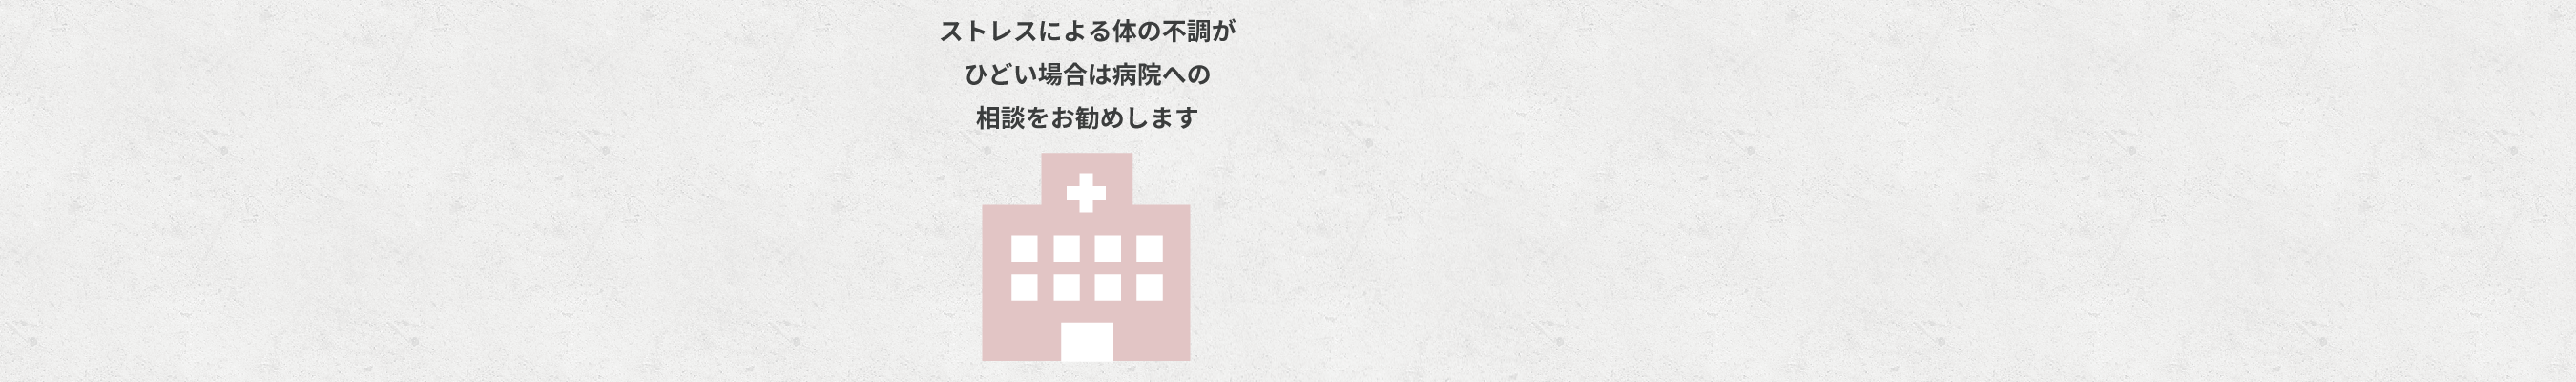 ストレスによる体の不調が
ひどい場合は病院への
相談をお勧めします